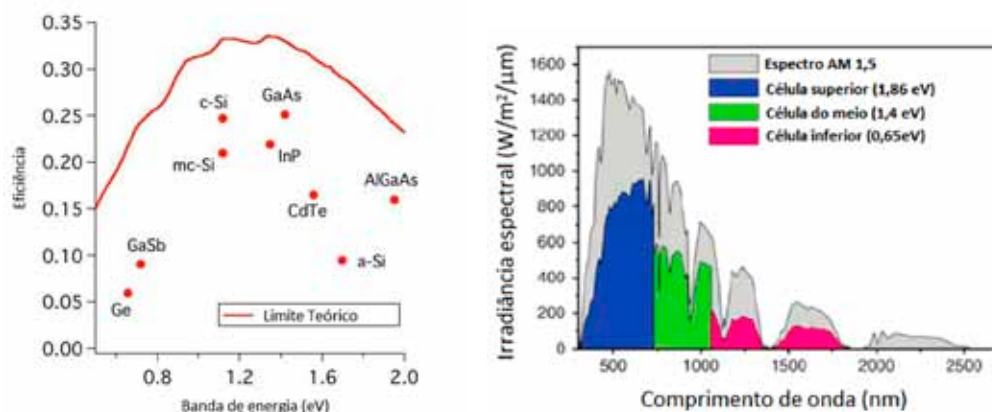 0.35
0.30
0.25
0.20
0.15
0.10
0.05
0.00
Eficiência
c-Si
GaAs
mc-Si
InP
AlGaAs
CdTe
GaSb
a-Si
Ge
Limite Teórico
0.8 1.2 1.6 2.0
Banda de energia (eV)
1600
1400
1200
1000
800
600
400
200
0
Irradiância espectral (W/m²/µm)
Espectro AM 1,5
Célula superior (1,86 eV)
Célula do meio (1,4 eV)
Célula inferior (0,65eV)
500 1000 1500 2000 2500
Comprimento de onda (nm)